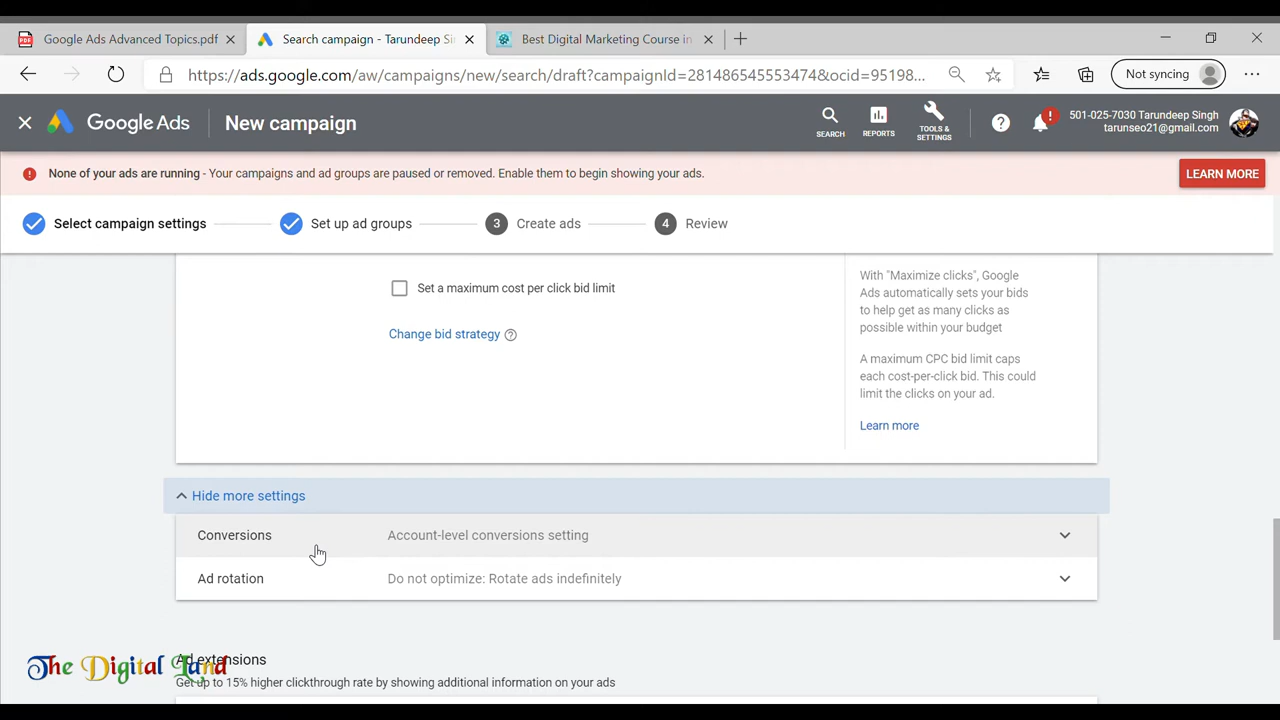 Google Ads Advanced Topics.pdf
Search campaign - Tarundeep Si
Best Digital Marketing Course in
https://ads.google.com/aw/campaigns/new/search/draft?campaignId=281486545553474&ocid=95198...
Not syncing
Google Ads
New campaign
SEARCH
REPORTS
TOOLS &
SETTINGS
501-025-7030 Tarundeep Singh
tarunseo21@gmail.com
None of your ads are running - Your campaigns and ad groups are paused or removed. Enable them to begin showing your ads.
LEARN MORE
Select campaign settings
Set up ad groups
3 Create ads
4 Review
Set a maximum cost per click bid limit
Change bid strategy
With "Maximize clicks", Google
Ads automatically sets your bids
to help get as many clicks as
possible within your budget
A maximum CPC bid limit caps
each cost-per-click bid. This could
limit the clicks on your ad.
Learn more
Hide more settings
Conversions Account-level conversions setting
Ad rotation Do not optimize: Rotate ads indefinitely
Ad extensions
The Digital Land
Get up to 15% higher clickthrough rate by showing additional information on your ads